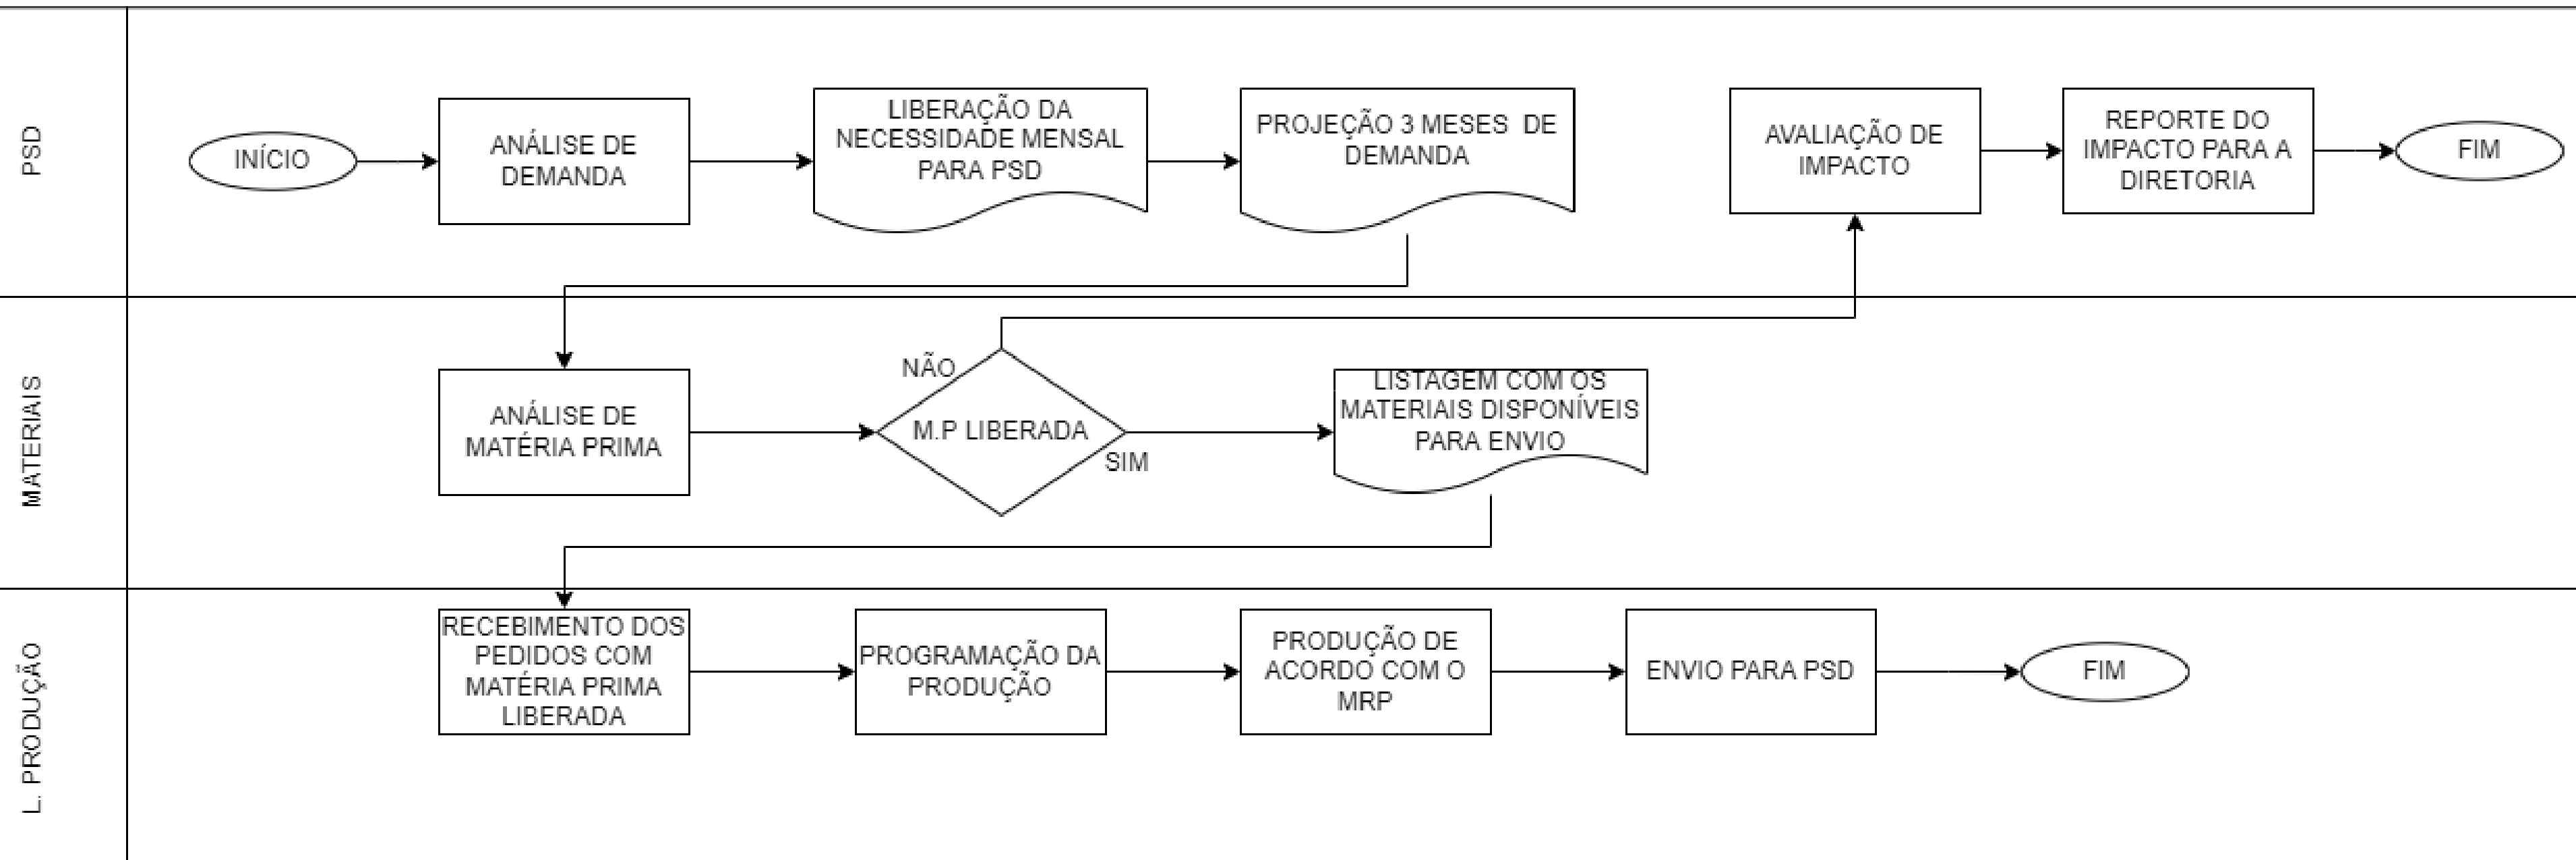 PSD
INÍCIO
ANÁLISE DE
DEMANDA
LIBERAÇÃO DA
NECESSIDADE MENSAL
PARA PSD
PROJEÇÃO 3 MESES DE
DEMANDA
AVALIAÇÃO DE
IMPACTO
REPORTE DO
IMPACTO PARA A
DIRETORIA
FIM
MATERIAIS
ANÁLISE DE
MATÉRIA PRIMA
NÃO
M.P LIBERADA
SIM
LISTAGEM COM OS
MATERIAIS DISPONÍVEIS
PARA ENVIO
L. PRODUÇÃO
RECEBIMENTO DOS
PEDIDOS COM
MATÉRIA PRIMA
LIBERADA
PROGRAMAÇÃO DA
PRODUÇÃO
PRODUÇÃO DE
ACORDO COM O
MRP
ENVIO PARA PSD
FIM